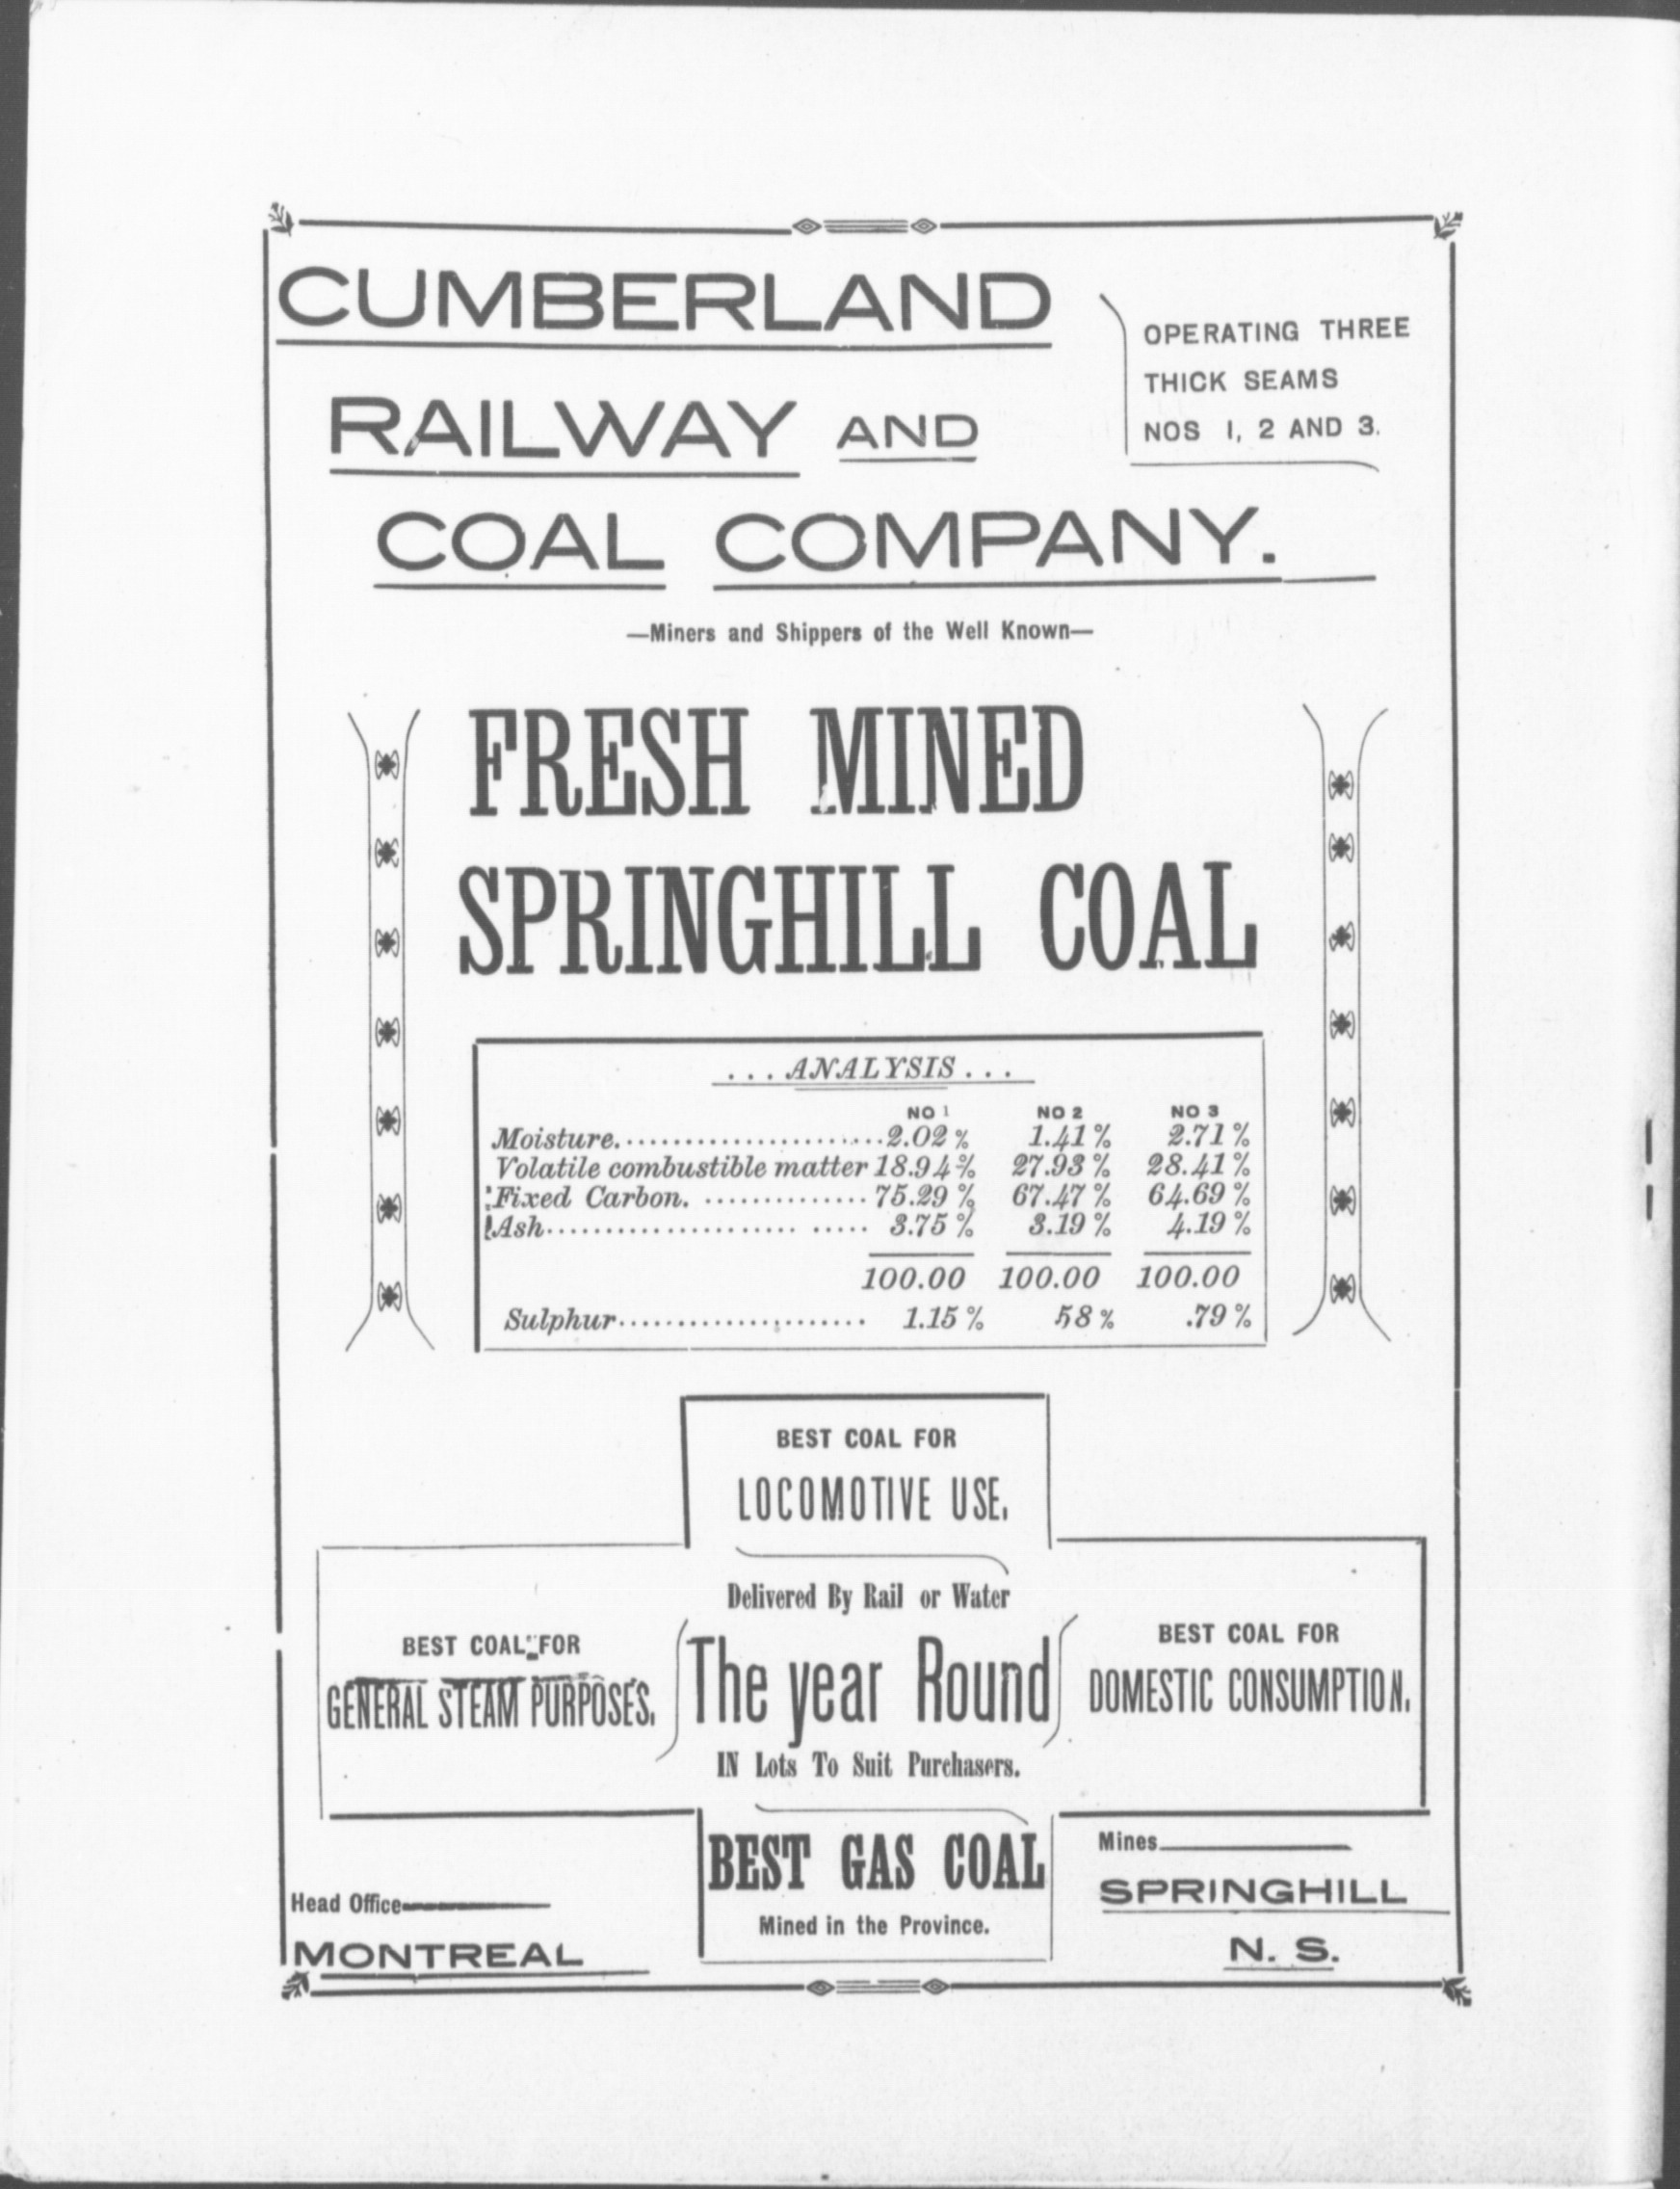 CUMBERLAND
RAILWAY AND
COAL COMPANY.
OPERATING THREE
THICK SEAMS
NOS 1, 2 AND 3.
—Miners and Shippers of the Well Known—
FRESH MINED
SPRINGHILL COAL
. . . ANALYSIS . . .
NO 1 NO 2 NO 3
Moisture. ........................2.02 % 1.41 % 2.71 %
Volatile combustible matter 18.94 % 27.93 % 28.41 %
Fixed Carbon. .............. 75.29 % 67.47 % 64.69 %
Ash..................... ..... 3.75 % 3.19 % 4.19 %
100.00 100.00 100.00
Sulphur..................... 1.15 % 58 % .79 %
BEST COAL FOR
LOCOMOTIVE USE.
BEST COAL FOR
GENERAL STEAM PURPOSES.
Delivered By Rail or Water
The year Round
IN Lots To Suit Purchasers.
BEST COAL FOR
DOMESTIC CONSUMPTION.
BEST GAS COAL
Mined in the Province.
Head Office
MONTREAL
Mines
SPRINGHILL
N. S.